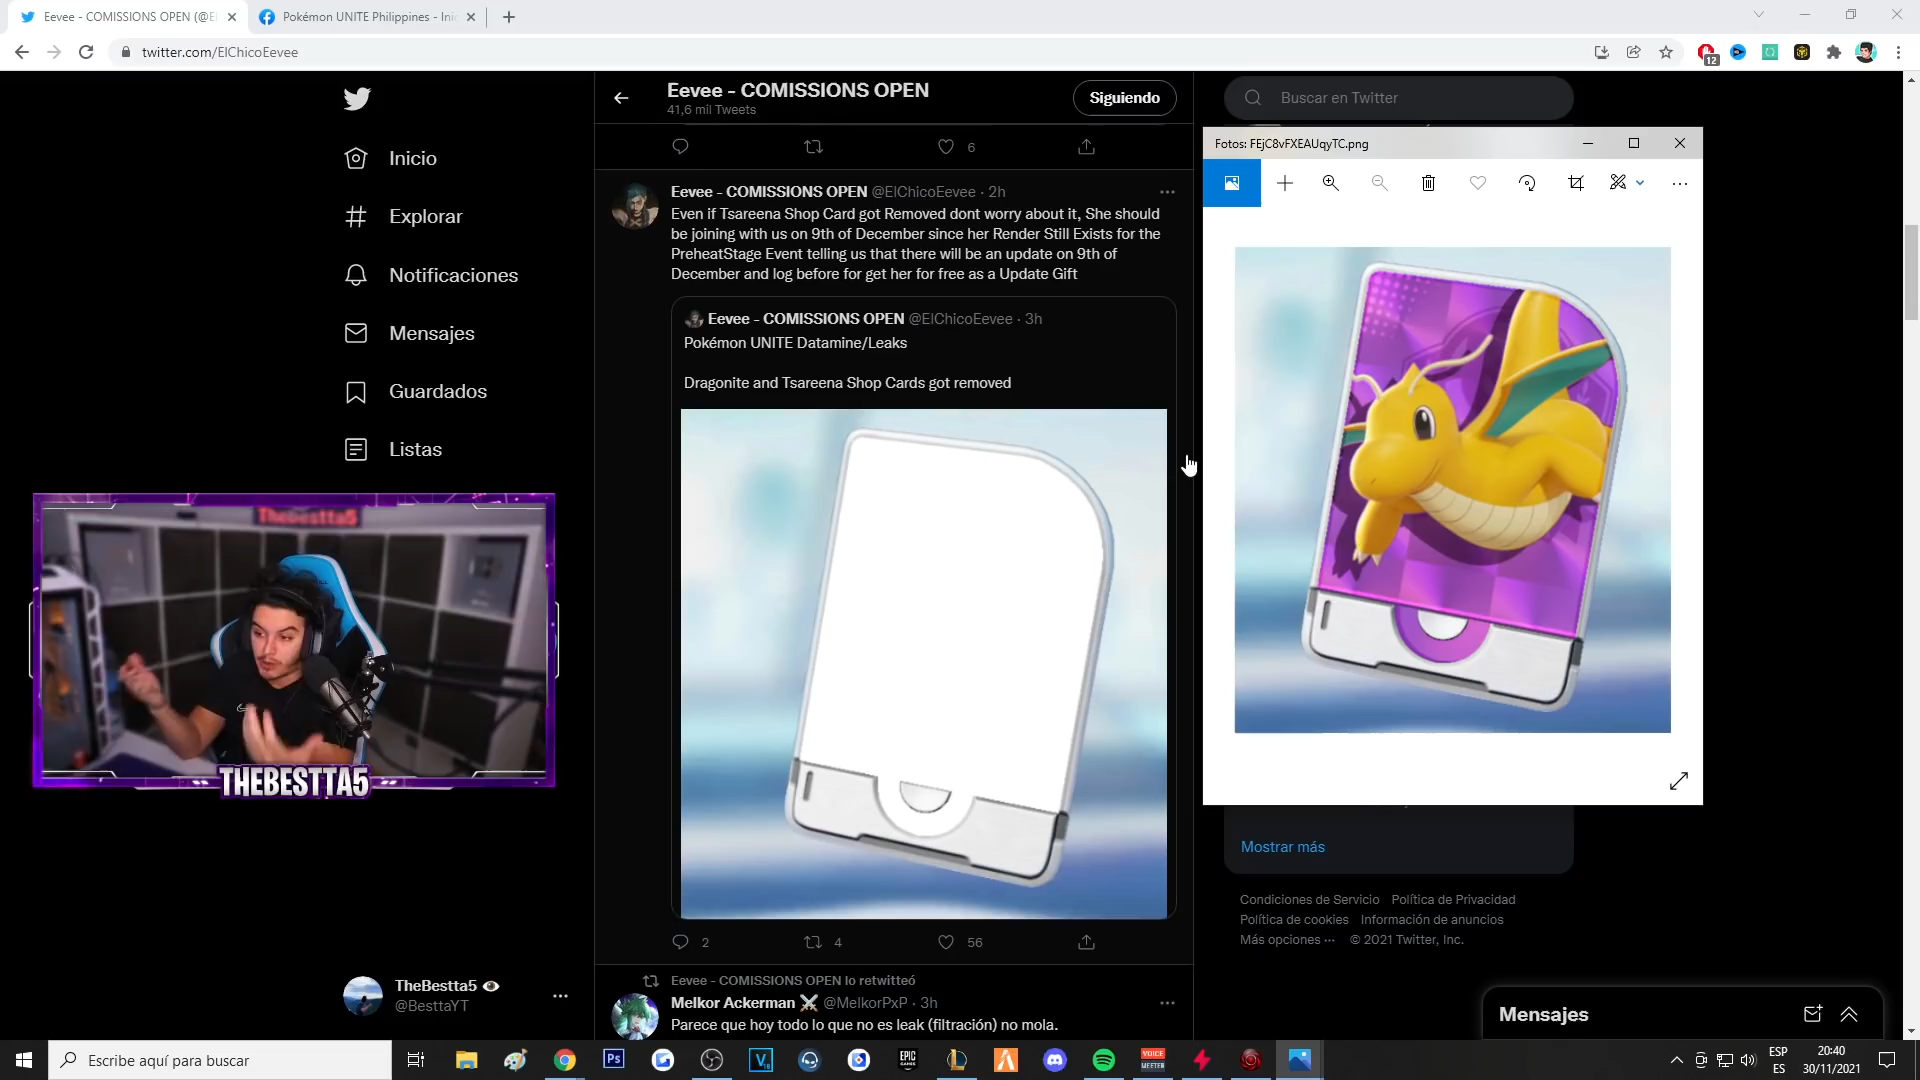 Eevee - COMISSIONS OPEN (@El
Pokémon UNITE Philippines - Inic
twitter.com/ElChicoEevee
12
Eevee - COMISSIONS OPEN
41,6 mil Tweets
Siguiendo
Buscar en Twitter
Inicio
Explorar
Notificaciones
Mensajes
Guardados
Listas
6
Eevee - COMISSIONS OPEN @ElChicoEevee · 2h
Even if Tsareena Shop Card got Removed dont worry about it, She should
be joining with us on 9th of December since her Render Still Exists for the
PreheatStage Event telling us that there will be an update on 9th of
December and log before for get her for free as a Update Gift
Eevee - COMISSIONS OPEN @ElChicoEevee · 3h
Pokémon UNITE Datamine/Leaks
Dragonite and Tsareena Shop Cards got removed
2
4
56
Eevee - COMISSIONS OPEN lo retwitteó
Melkor Ackerman @MelkorPxP · 3h
Parece que hoy todo lo que no es leak (filtración) no mola.
Fotos: FEjC8vFXEAUqyTC.png
Mostrar más
Condiciones de Servicio Política de Privacidad
Política de cookies Información de anuncios
Más opciones ··· © 2021 Twitter, Inc.
Thebestta5
THEBESTTA5
TheBestta5
@BesttaYT
Mensajes
Escribe aquí para buscar
Ps
EPIC
GAMES
VOICE
MEETER
ESP
ES
20:40
30/11/2021